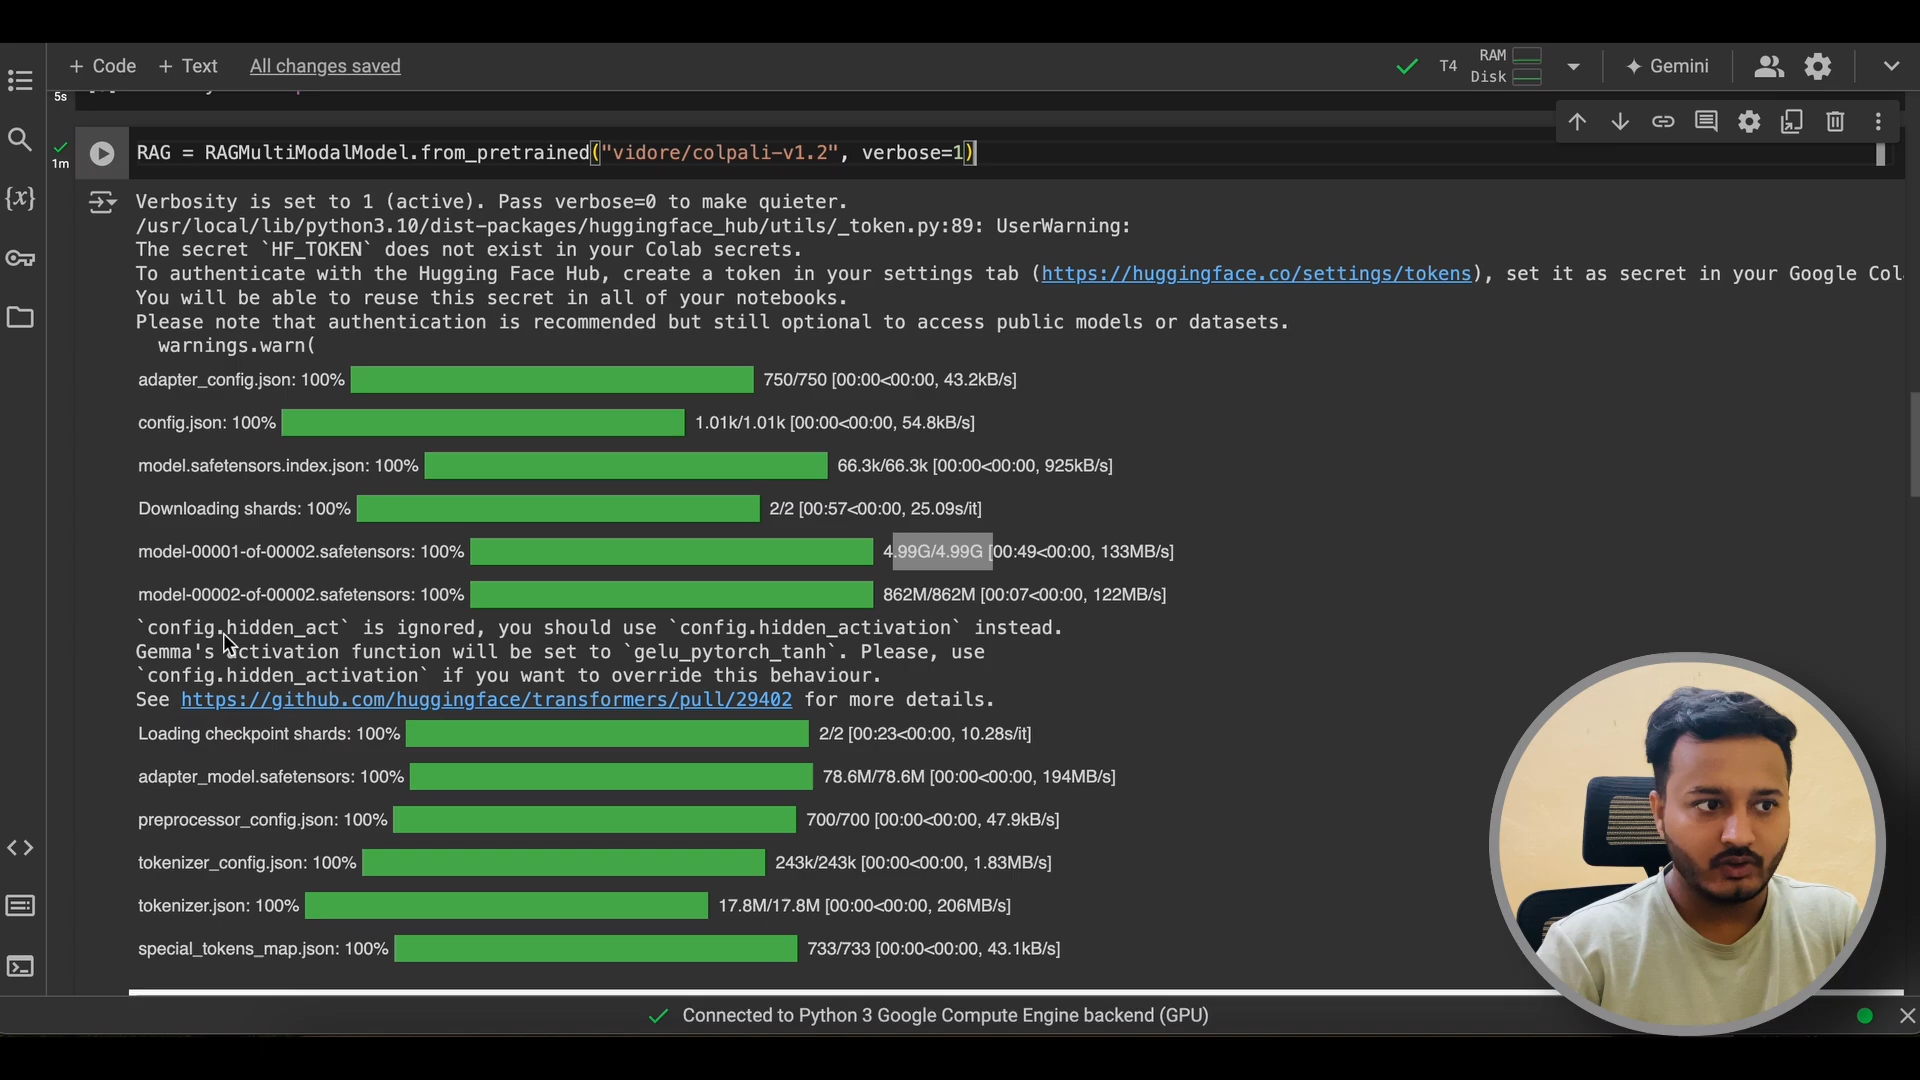 + Code + Text All changes saved
T4 RAM Disk Gemini
5s
1m
RAG = RAGMultiModalModel.from_pretrained("vidore/colpali-v1.2", verbose=1)
Verbosity is set to 1 (active). Pass verbose=0 to make quieter.
/usr/local/lib/python3.10/dist-packages/huggingface_hub/utils/_token.py:89: UserWarning:
The secret `HF_TOKEN` does not exist in your Colab secrets.
To authenticate with the Hugging Face Hub, create a token in your settings tab (https://huggingface.co/settings/tokens), set it as secret in your Google Col
You will be able to reuse this secret in all of your notebooks.
Please note that authentication is recommended but still optional to access public models or datasets.
warnings.warn(
adapter_config.json: 100% 750/750 [00:00<00:00, 43.2kB/s]
config.json: 100% 1.01k/1.01k [00:00<00:00, 54.8kB/s]
model.safetensors.index.json: 100% 66.3k/66.3k [00:00<00:00, 925kB/s]
Downloading shards: 100% 2/2 [00:57<00:00, 25.09s/it]
model-00001-of-00002.safetensors: 100% 4.99G/4.99G [00:49<00:00, 133MB/s]
model-00002-of-00002.safetensors: 100% 862M/862M [00:07<00:00, 122MB/s]
`config.hidden_act` is ignored, you should use `config.hidden_activation` instead.
Gemma's activation function will be set to `gelu_pytorch_tanh`. Please, use
`config.hidden_activation` if you want to override this behaviour.
See https://github.com/huggingface/transformers/pull/29402 for more details.
Loading checkpoint shards: 100% 2/2 [00:23<00:00, 10.28s/it]
adapter_model.safetensors: 100% 78.6M/78.6M [00:00<00:00, 194MB/s]
preprocessor_config.json: 100% 700/700 [00:00<00:00, 47.9kB/s]
tokenizer_config.json: 100% 243k/243k [00:00<00:00, 1.83MB/s]
tokenizer.json: 100% 17.8M/17.8M [00:00<00:00, 206MB/s]
special_tokens_map.json: 100% 733/733 [00:00<00:00, 43.1kB/s]
Connected to Python 3 Google Compute Engine backend (GPU)